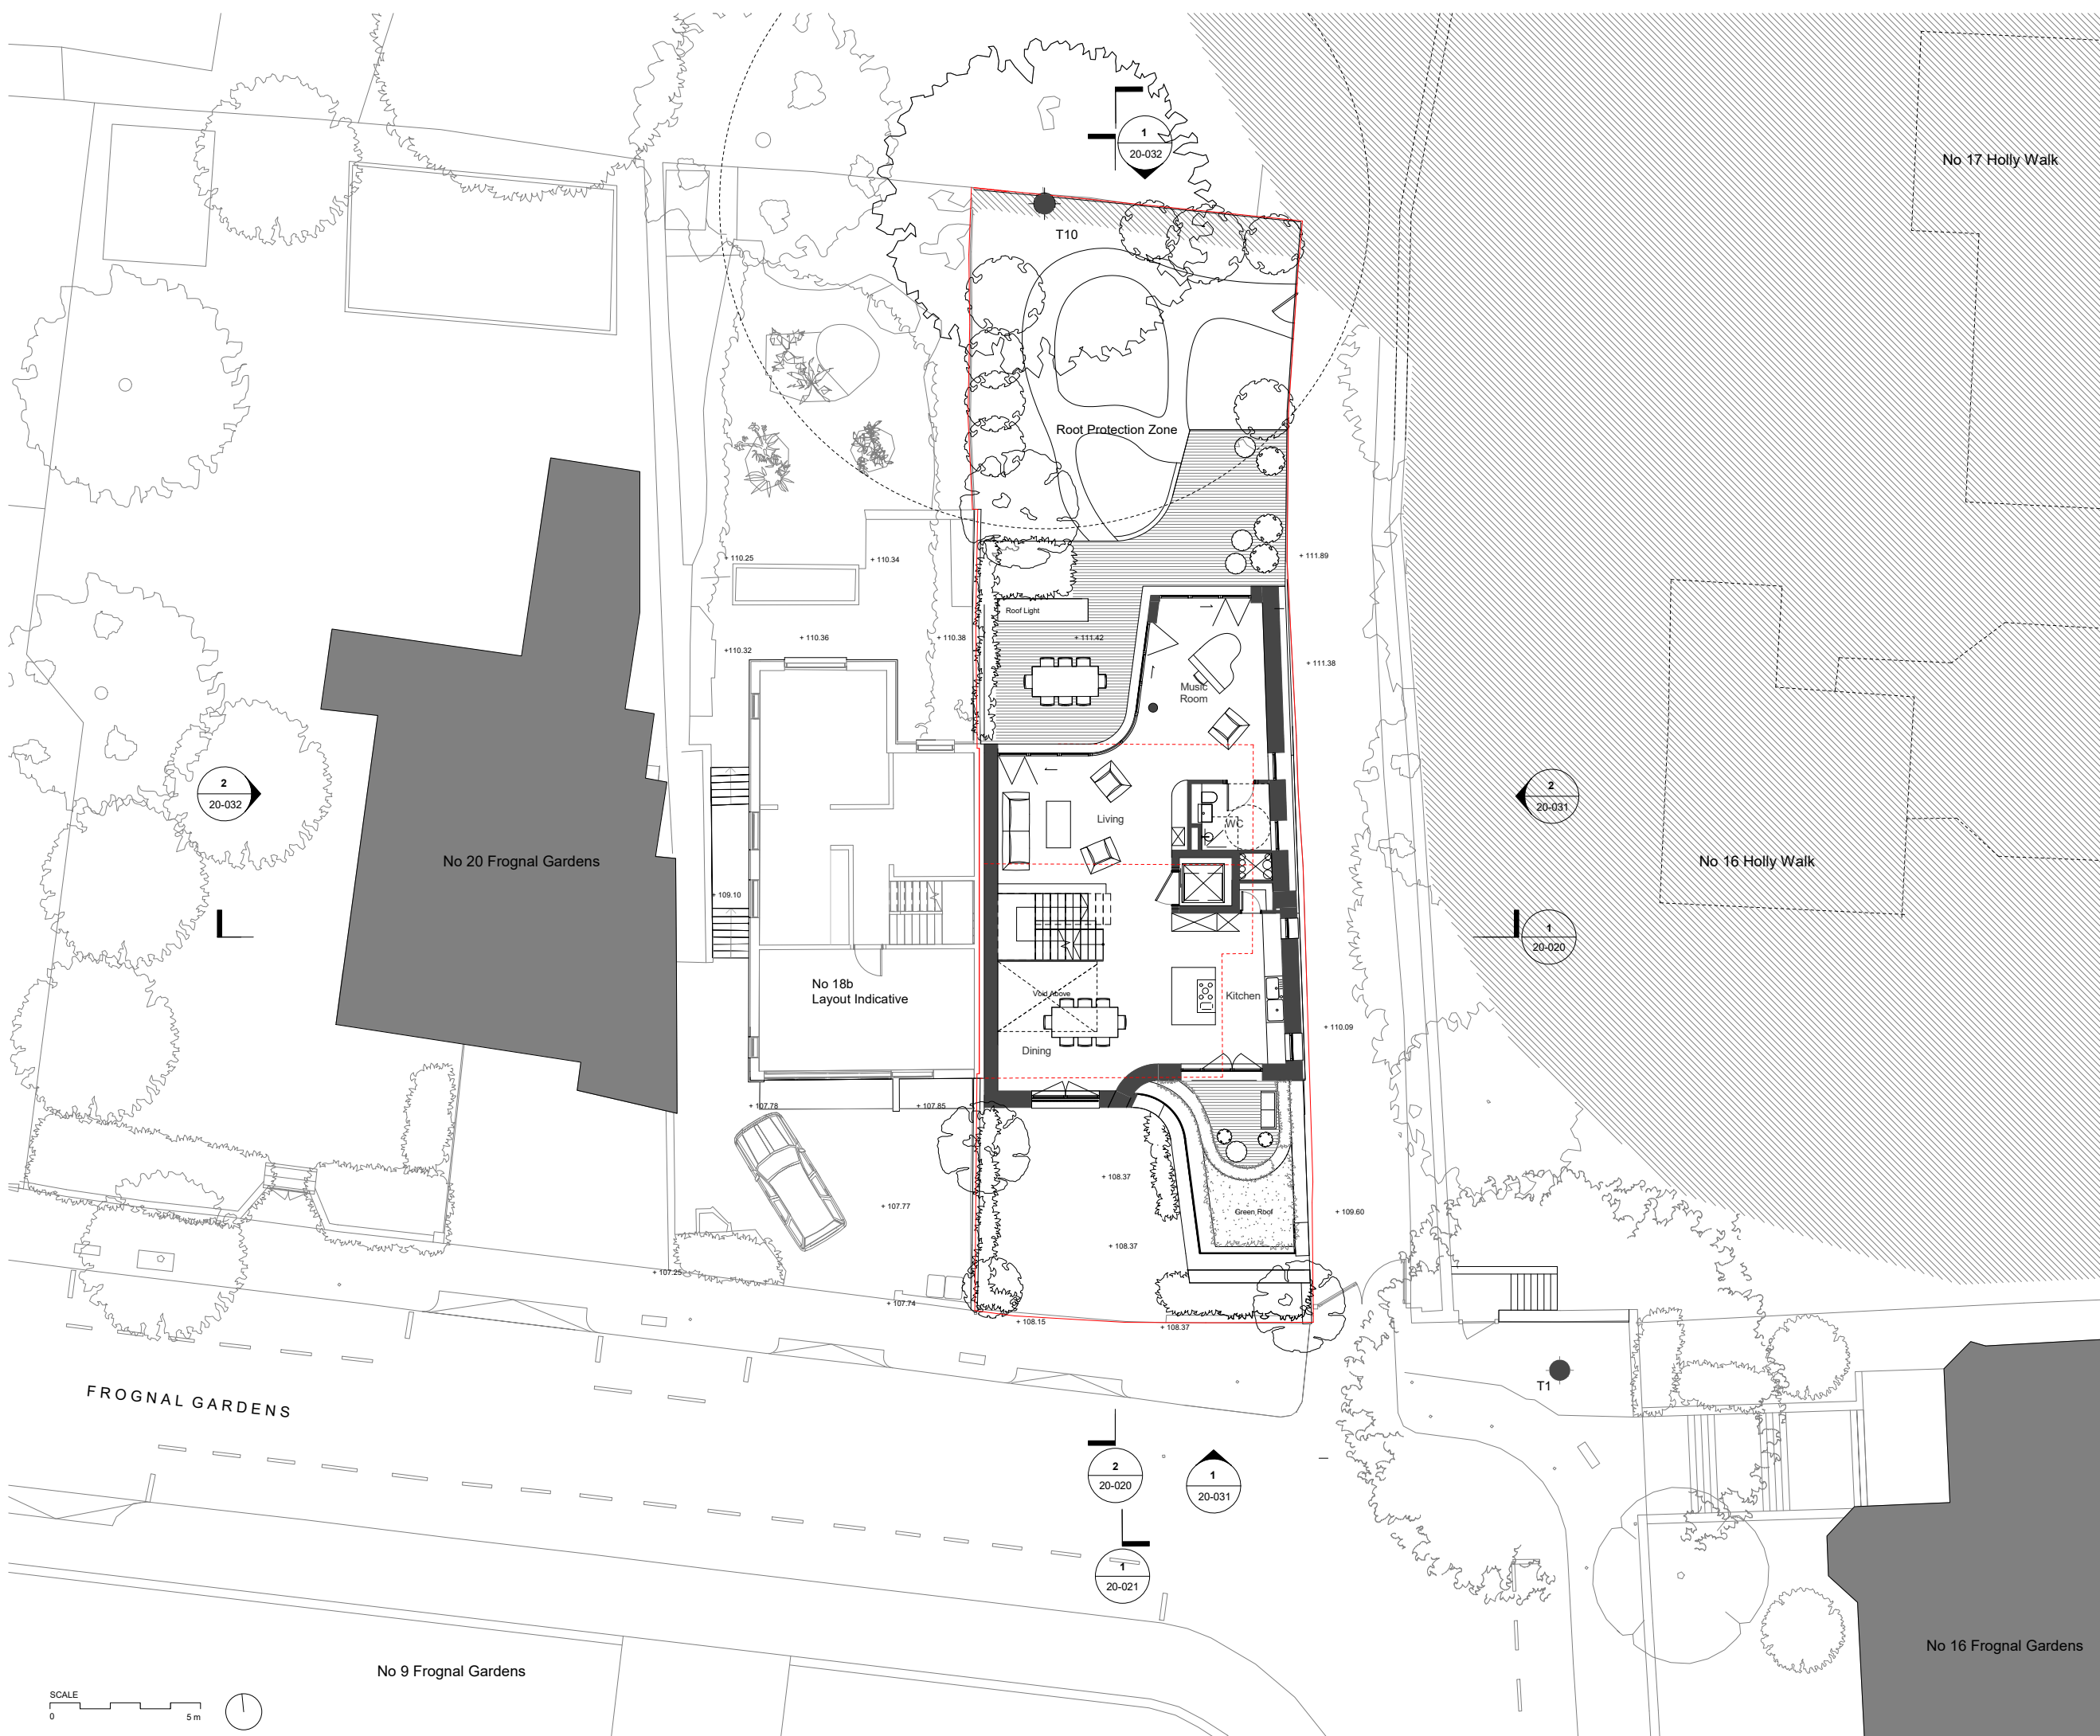 1
20-032
No 17 Holly Walk
T10
Root Protection Zone
+ 110.25
+ 110.34
+ 111.89
Roof Light
+ 110.36
+ 110.38
+ 111.42
+110.32
+ 111.38
Music
Room
2
20-032
2
20-031
Living
WC
No 20 Frognal Gardens
No 16 Holly Walk
+ 109.10
1
20-020
No 18b
Layout Indicative
Void Above
Kitchen
+ 110.09
Dining
+ 107.78
+ 107.85
+ 108.37
+ 107.77
Green Roof
+ 109.60
+ 108.37
+ 107.25
+ 107.74
+ 108.15
+ 108.37
T1
FROGNAL GARDENS
2
20-020
1
20-031
1
20-021
No 16 Frognal Gardens
No 9 Frognal Gardens
SCALE
0
5 m